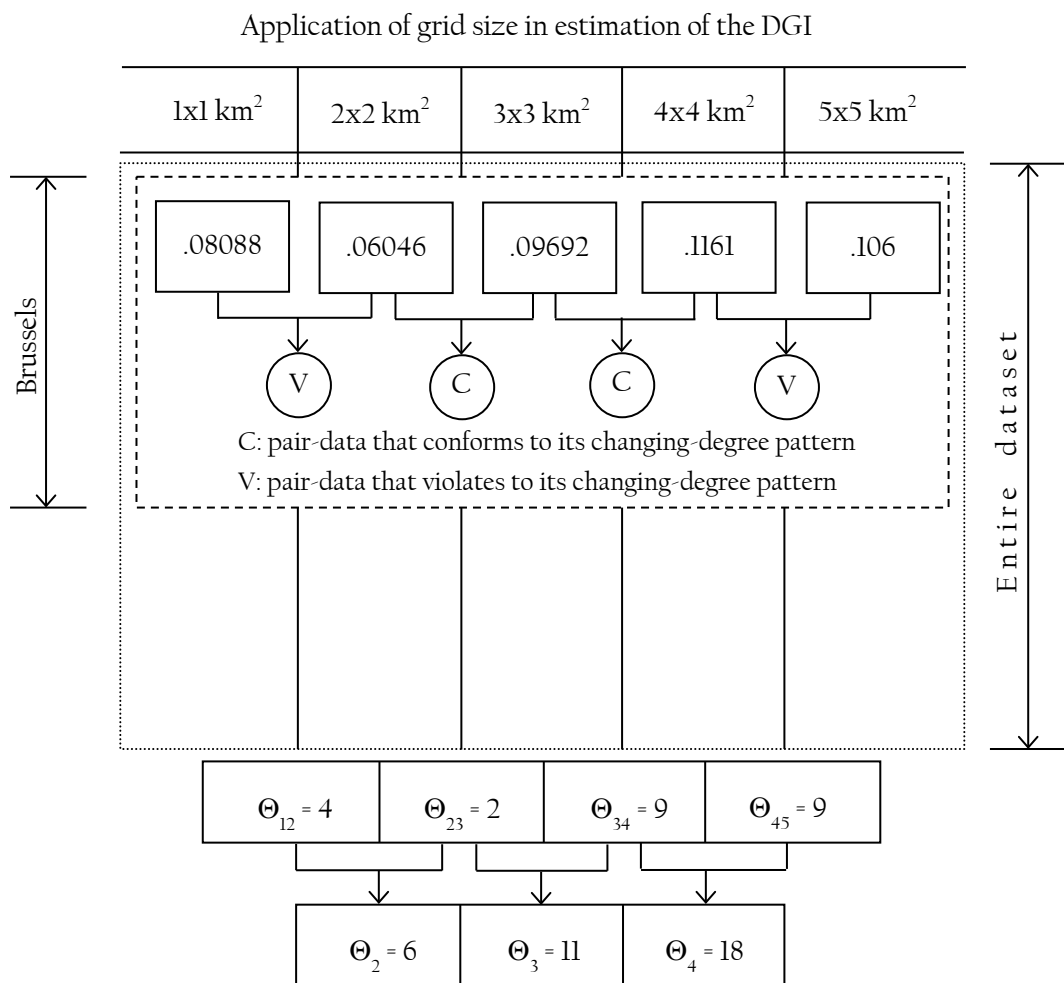 Application of grid size in estimation of the DGI
1x1 km²
2x2 km²
3x3 km²
4x4 km²
5x5 km²
Brussels
.08088
.06046
.09692
.1161
.106
V
C
C
V
C: pair-data that conforms to its changing-degree pattern
V: pair-data that violates to its changing-degree pattern
Entire dataset
Θ₁₂ = 4
Θ₂₃ = 2
Θ₃₄ = 9
Θ₄₅ = 9
Θ₂ = 6
Θ₃ = 11
Θ₄ = 18